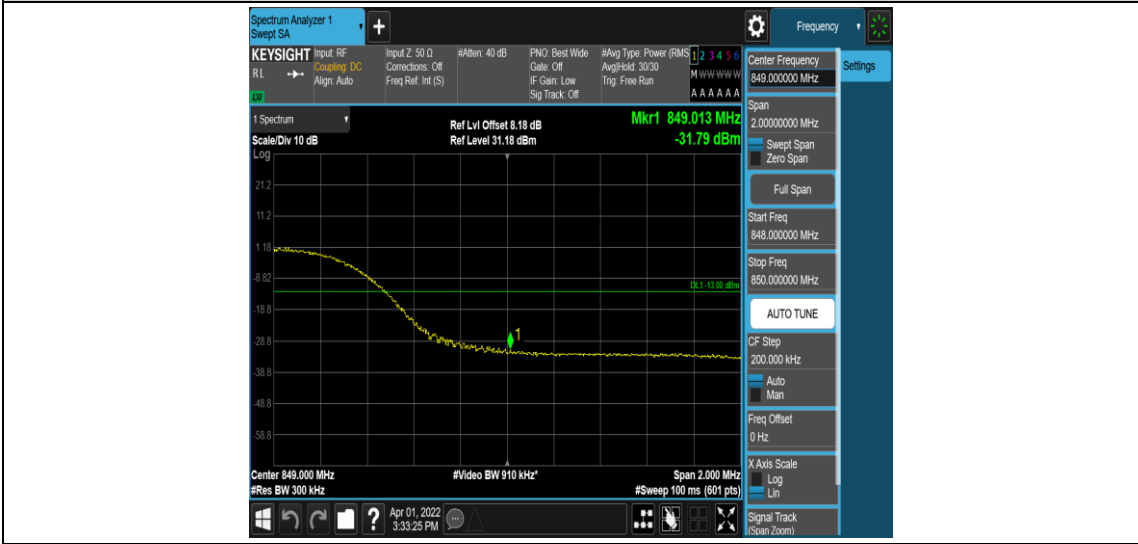 Spectrum Analyzer 1
Swept SA
+
Frequency
KEYSIGHT
RL
Input: RF
Coupling: DC
Align: Auto
Input Z: 50 Ω
Corrections: Off
Freq Ref: Int (S)
#Atten: 40 dB
PNO: Best Wide
Gate: Off
IF Gain: Low
Sig Track: Off
#Avg Type: Power (RMS
Avg|Hold: 30/30
Trig: Free Run
1 2 3 4 5 6
M W W W W W
A A A A A A
1 Spectrum
Scale/Div 10 dB
Log
Ref Lvl Offset 8.18 dB
Ref Level 31.18 dBm
Mkr1 849.013 MHz
-31.79 dBm
21.2
11.2
1.18
-8.82
-18.8
-28.8
-38.8
-48.8
-58.8
DL1 -13.00 dBm
1
Center 849.000 MHz
#Res BW 300 kHz
#Video BW 910 kHz*
Span 2.000 MHz
#Sweep 100 ms (601 pts)
?
Apr 01, 2022
3:33:25 PM
Center Frequency
849.000000 MHz
Settings
Span
2.00000000 MHz
Swept Span
Zero Span
Full Span
Start Freq
848.000000 MHz
Stop Freq
850.000000 MHz
AUTO TUNE
CF Step
200.000 kHz
Auto
Man
Freq Offset
0 Hz
X Axis Scale
Log
Lin
Signal Track
(Span Zoom)